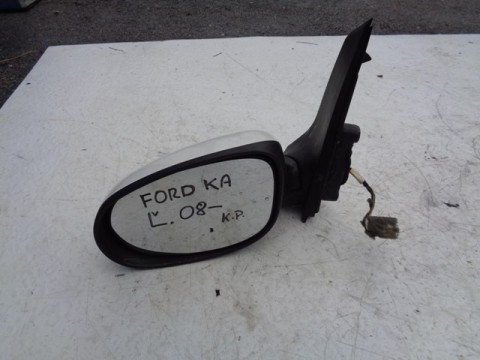 FORD KA
Ľ. 08-
K.P.